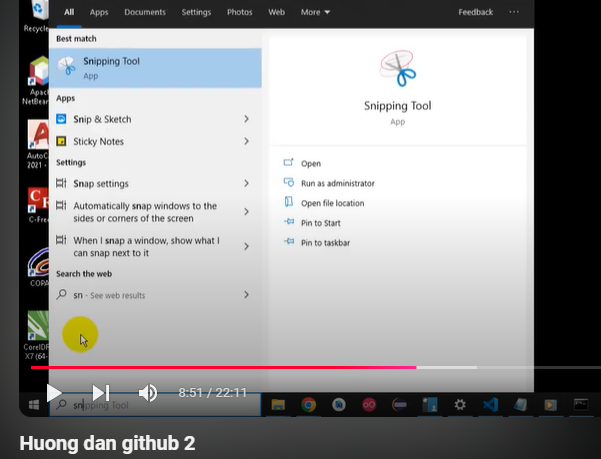 All Apps Documents Settings Photos Web More Feedback ...
Recycle
Best match
Snipping Tool
App
Snipping Tool
App
Apac
NetBean
Apps
Snip & Sketch
Sticky Notes
AutoC
2021 -
Settings
Snap settings
Automatically snap windows to the
sides or corners of the screen
C-Free
When I snap a window, show what I
can snap next to it
Search the web
COPA
sn - See web results
CorelDR
X7 (64-
Open
Run as administrator
Open file location
Pin to Start
Pin to taskbar
8:51 / 22:11
snipping Tool
Huong dan github 2